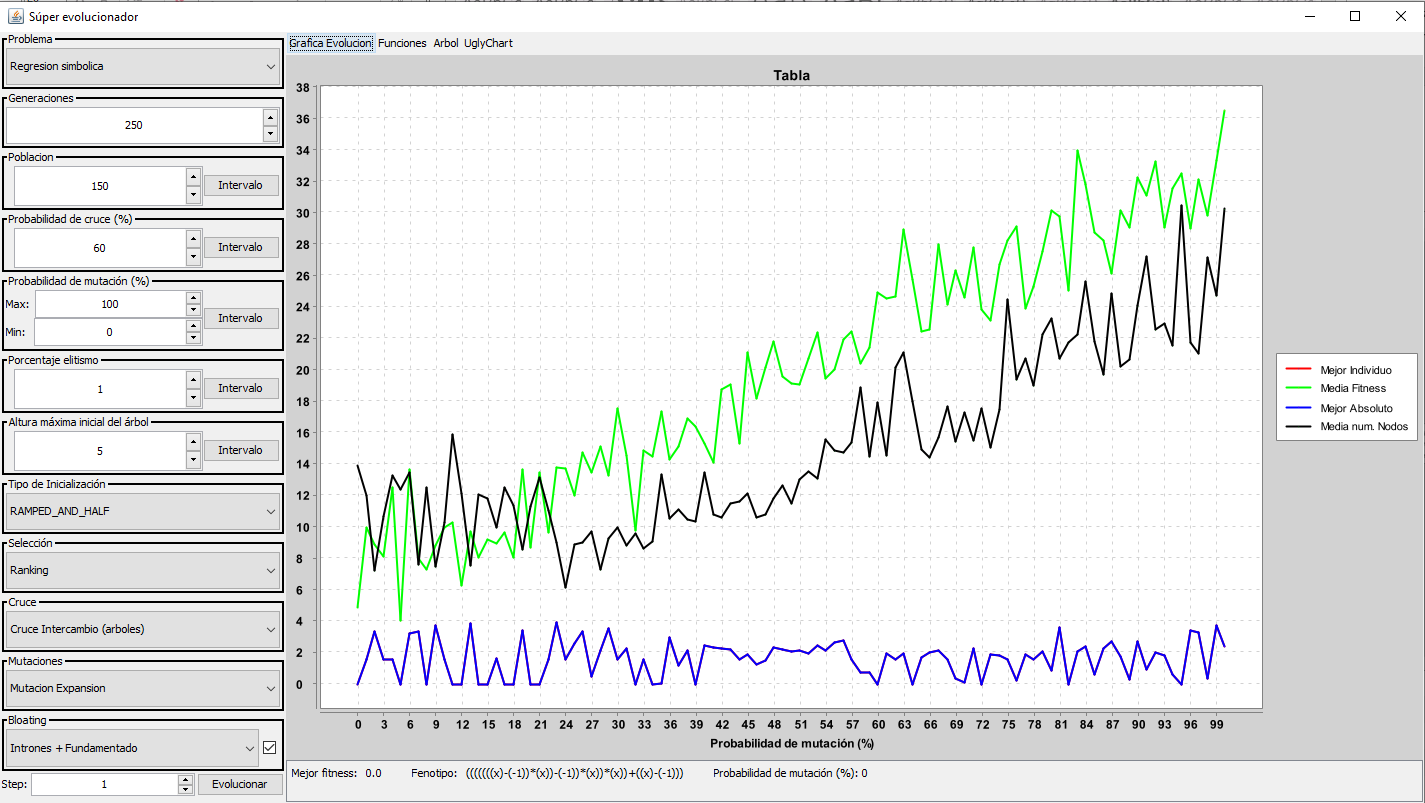 Súper evolucionador
Problema
Regresion simbolica
Generaciones
250
Poblacion
150
Intervalo
Probabilidad de cruce (%)
60
Intervalo
Probabilidad de mutación (%)
Max:
100
Min:
0
Intervalo
Porcentaje elitismo
1
Intervalo
Altura máxima inicial del árbol
5
Intervalo
Tipo de Inicialización
RAMPED_AND_HALF
Selección
Ranking
Cruce
Cruce Intercambio (arboles)
Mutaciones
Mutacion Expansion
Bloating
Intrones + Fundamentado
Step:
1
Evolucionar
Grafica Evolucion Funciones Arbol UglyChart
Tabla
38
36
34
32
30
28
26
24
22
20
18
16
14
12
10
8
6
4
2
0
0 3 6 9 12 15 18 21 24 27 30 33 36 39 42 45 48 51 54 57 60 63 66 69 72 75 78 81 84 87 90 93 96 99
Probabilidad de mutación (%)
Mejor Individuo
Media Fitness
Mejor Absoluto
Media num. Nodos
Mejor fitness: 0.0 Fenotipo: (((((((x)-(-1))*(x))-(-1))*(x))*(x))+((x)-(-1))) Probabilidad de mutación (%): 0